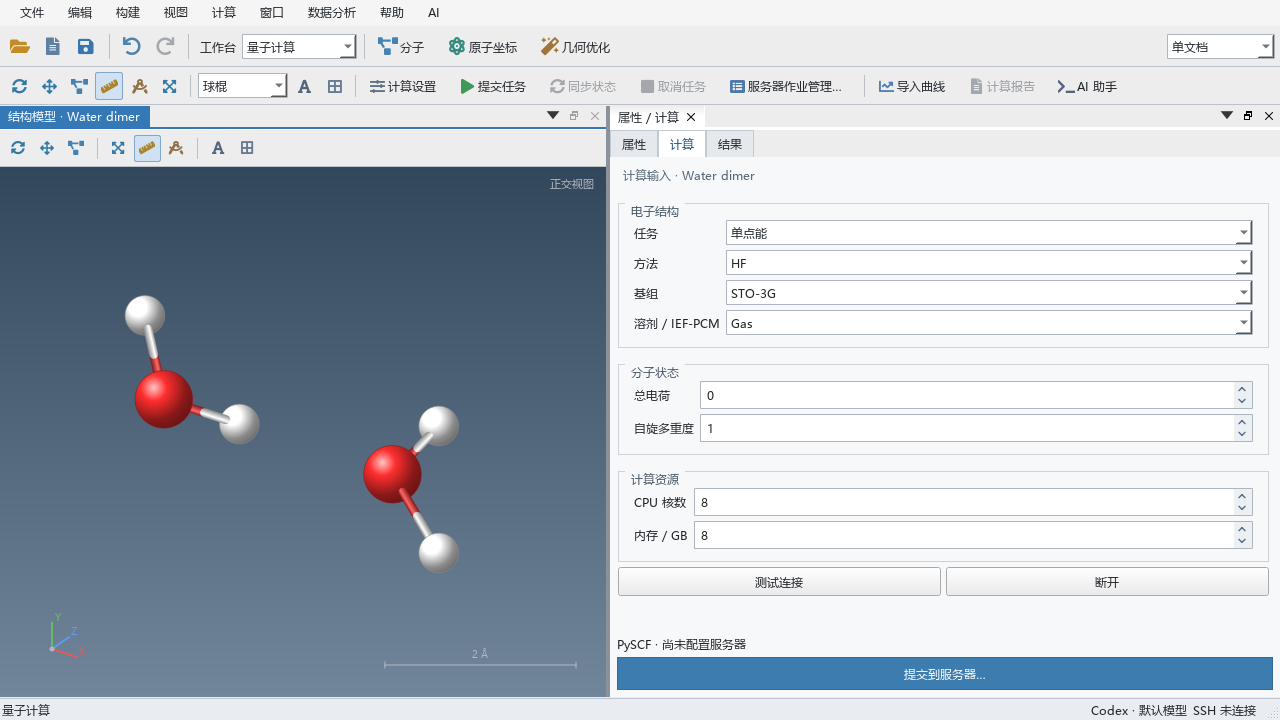 文件 编辑 构建 视图 计算 窗口 数据分析 帮助 AI
工作台 量子计算 分子 原子坐标 几何优化 单文档
球棍 A 计算设置 提交任务 同步状态 取消任务 服务器作业管理... 导入曲线 计算报告 AI 助手
结构模型 · Water dimer
A
正交视图
Y
Z
X
2 Å
属性 / 计算
属性 计算 结果
计算输入 · Water dimer
电子结构
任务 单点能
方法 HF
基组 STO-3G
溶剂 / IEF-PCM Gas
分子状态
总电荷 0
自旋多重度 1
计算资源
CPU 核数 8
内存 / GB 8
测试连接 断开
PySCF · 尚未配置服务器
提交到服务器...
量子计算 Codex · 默认模型 SSH 未连接